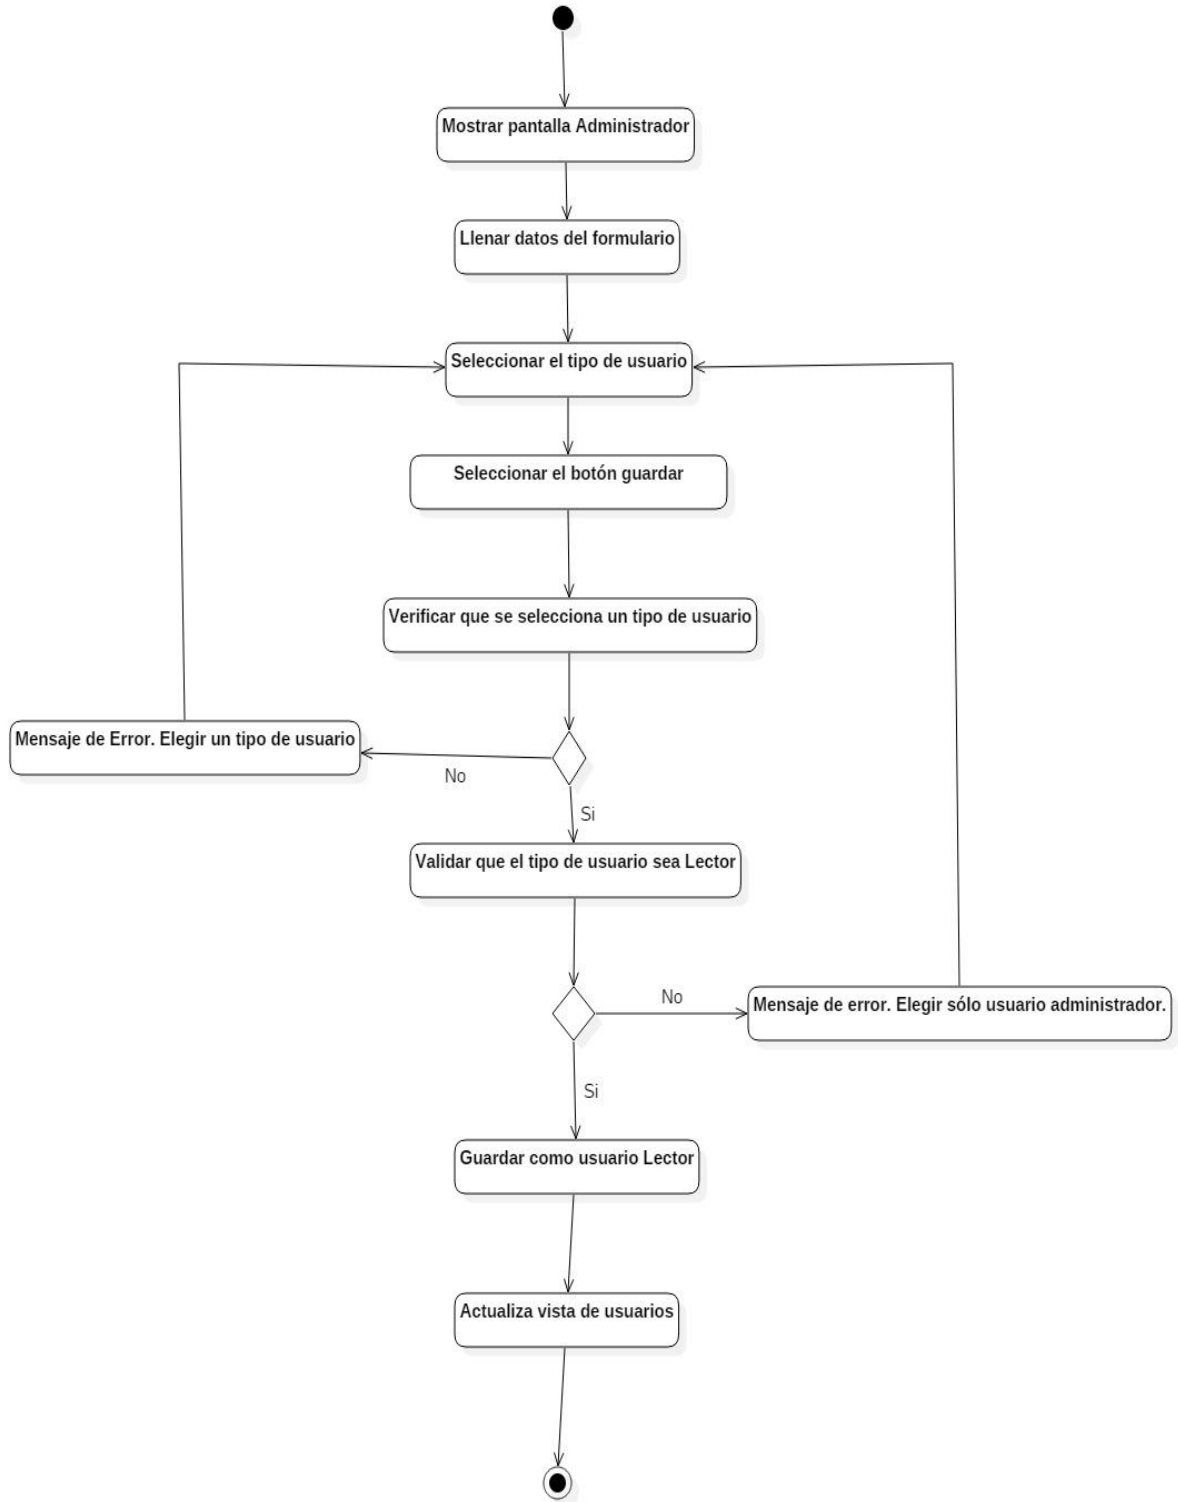 Mostrar pantalla Administrador
Llenar datos del formulario
Seleccionar el tipo de usuario
Seleccionar el botón guardar
Verificar que se selecciona un tipo de usuario
Mensaje de Error. Elegir un tipo de usuario
No
Si
Validar que el tipo de usuario sea Lector
No
Mensaje de error. Elegir sólo usuario administrador.
Si
Guardar como usuario Lector
Actualiza vista de usuarios